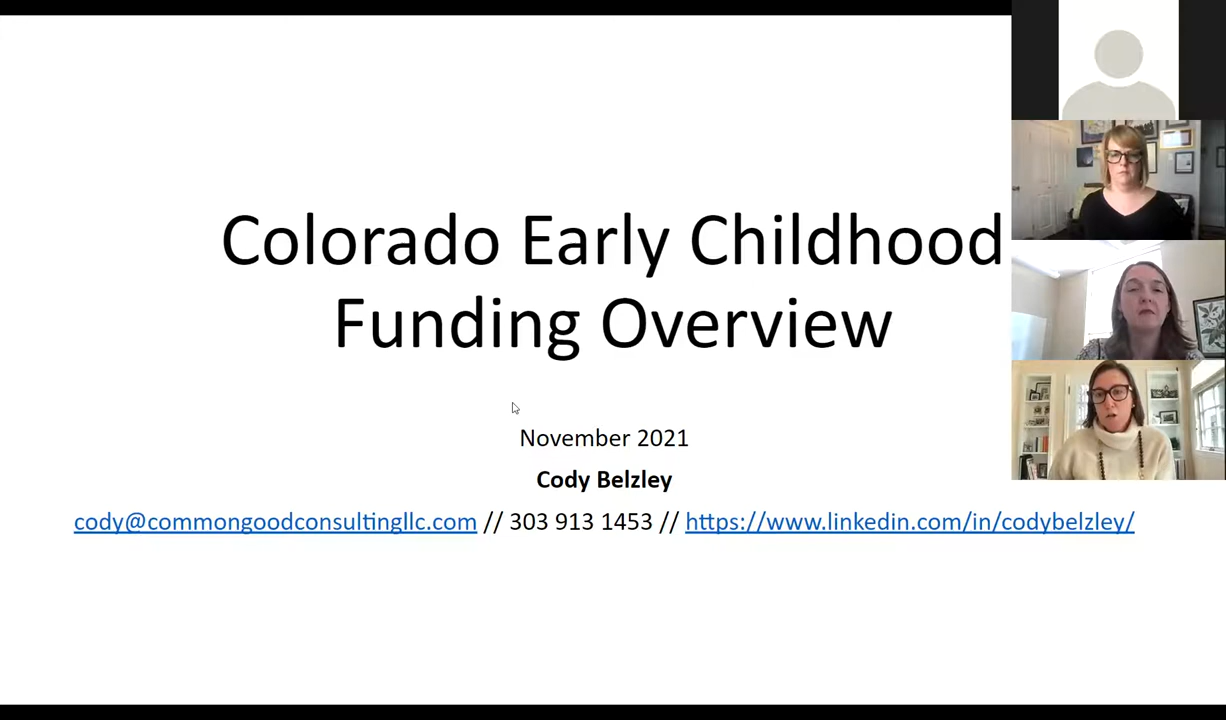 Colorado Early Childhood
Funding Overview
November 2021
Cody Belzley
cody@commongoodconsultingllc.com // 303 913 1453 // https://www.linkedin.com/in/codybelzley/